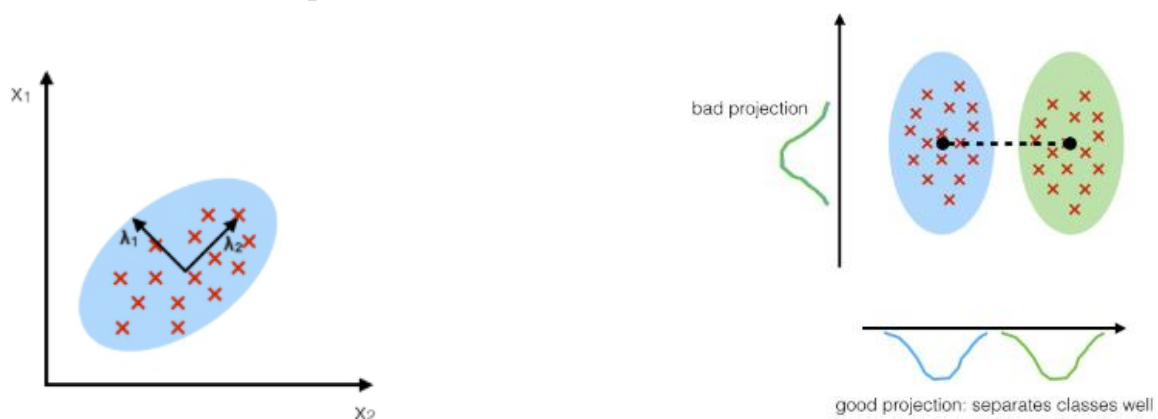 X₁
λ₁
λ₂
X₂
bad projection
good projection: separates classes well